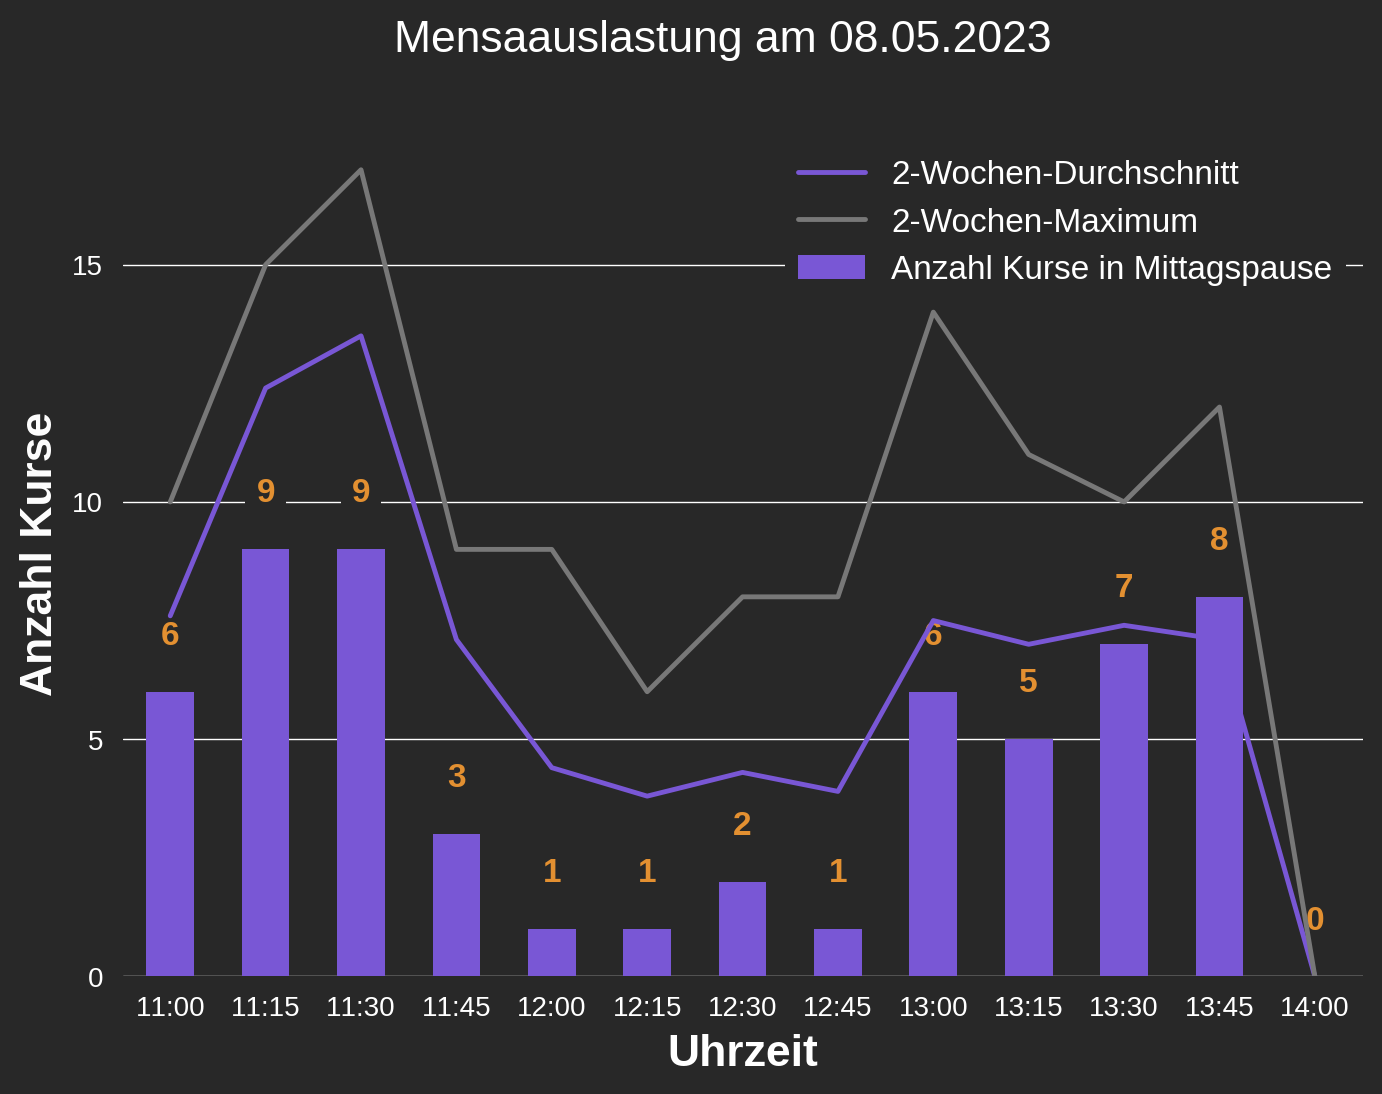 Mensaauslastung am 08.05.2023
2-Wochen-Durchschnitt
2-Wochen-Maximum
Anzahl Kurse in Mittagspause
Anzahl Kurse
15
10
5
0
6
9
9
3
1
1
2
1
6
5
7
8
0
11:00 11:15 11:30 11:45 12:00 12:15 12:30 12:45 13:00 13:15 13:30 13:45 14:00
Uhrzeit